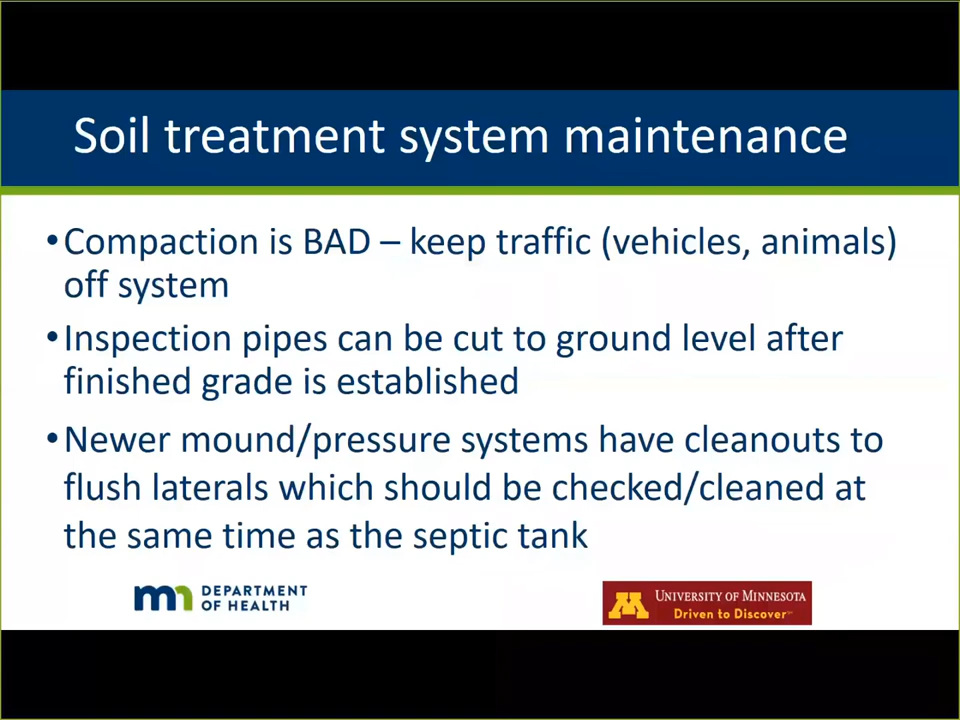 Soil treatment system maintenance
•Compaction is BAD – keep traffic (vehicles, animals)
off system
•Inspection pipes can be cut to ground level after
finished grade is established
•Newer mound/pressure systems have cleanouts to
flush laterals which should be checked/cleaned at
the same time as the septic tank
mn DEPARTMENT
OF HEALTH
M UNIVERSITY OF MINNESOTA
Driven to Discover℠